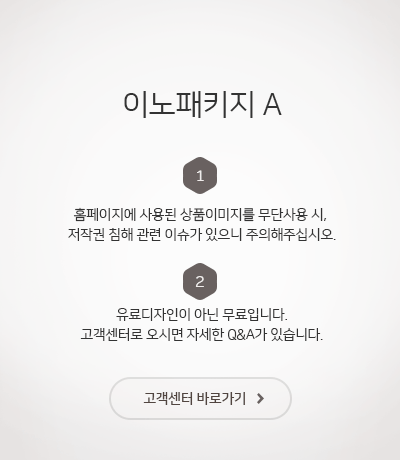 이노패키지 A
1
홈페이지에 사용된 상품이미지를 무단사용 시,
저작권 침해 관련 이슈가 있으니 주의해주십시오.
2
유료디자인이 아닌 무료입니다.
고객센터로 오시면 자세한 Q&A가 있습니다.
고객센터 바로가기